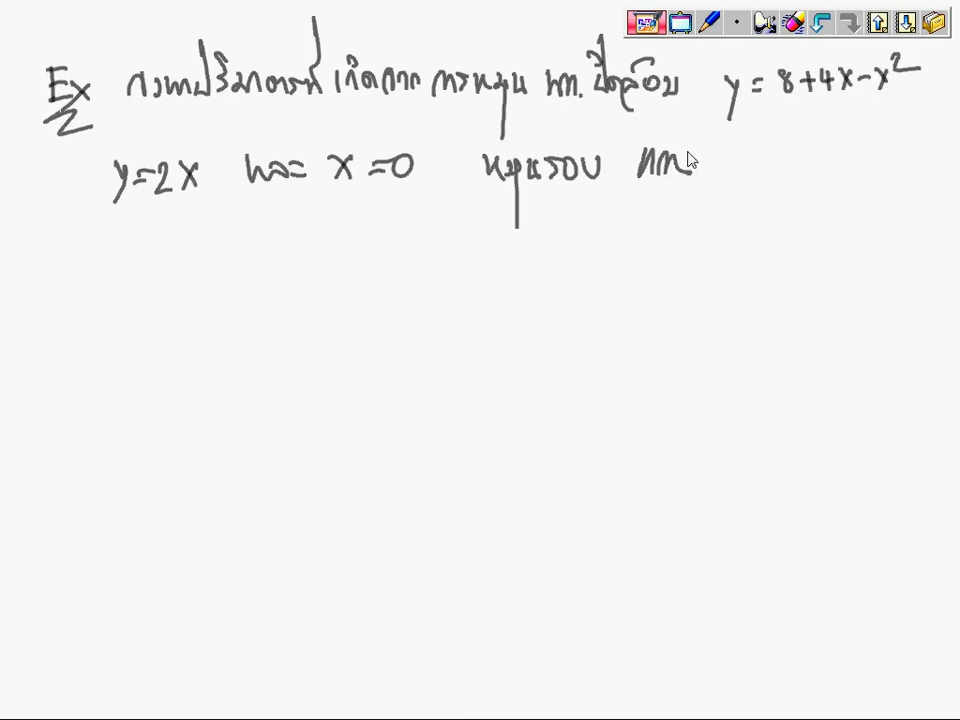 Ex จงหาปริมาตรที่เกิดจากการหมุน พท. ปิดล้อม y = 8+4x-x²
y=2x และ x=0 หมุนรอบ แกน